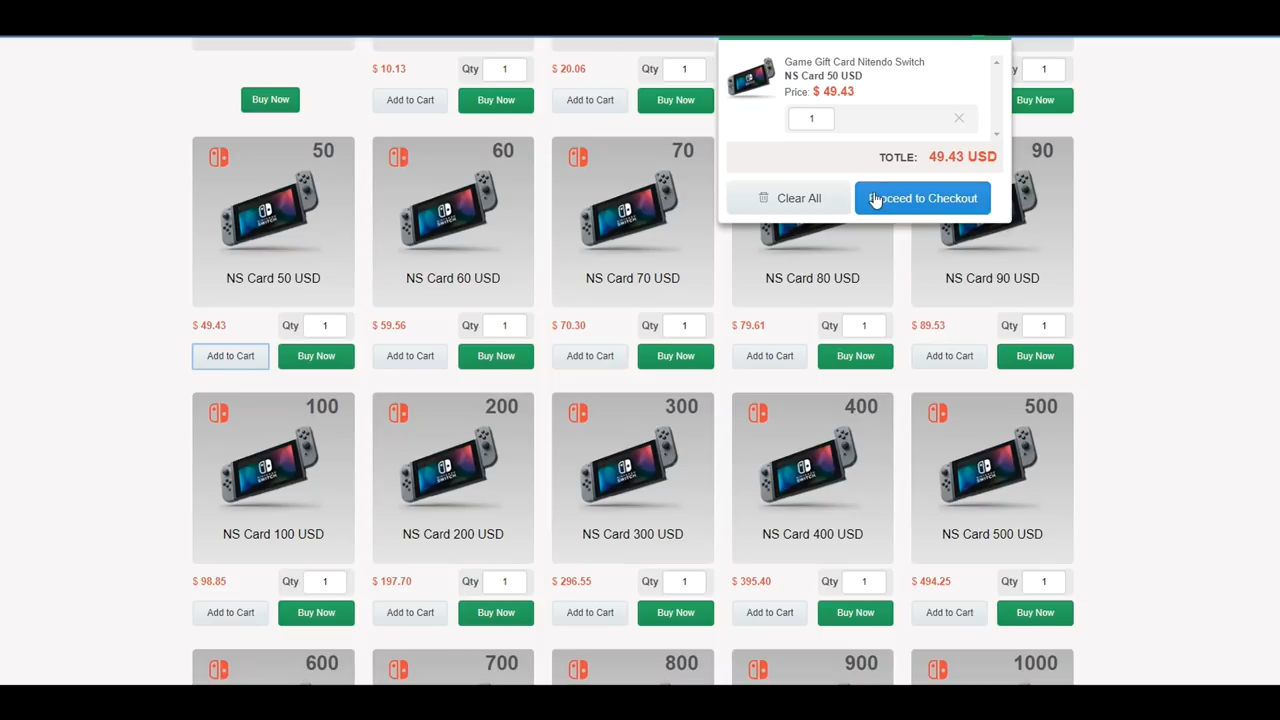 $ 10.13 Qty 1
$ 20.06 Qty 1
y 1
Buy Now
Add to Cart Buy Now
Add to Cart Buy Now
Buy Now
Game Gift Card Nitendo Switch
NS Card 50 USD
Price: $ 49.43
1
TOTLE: 49.43 USD
Clear All
oceed to Checkout
50
NS Card 50 USD
$ 49.43 Qty 1
Add to Cart Buy Now
60
NS Card 60 USD
$ 59.56 Qty 1
Add to Cart Buy Now
70
NS Card 70 USD
$ 70.30 Qty 1
Add to Cart Buy Now
NS Card 80 USD
$ 79.61 Qty 1
Add to Cart Buy Now
90
NS Card 90 USD
$ 89.53 Qty 1
Add to Cart Buy Now
100
SWITCH
NS Card 100 USD
$ 98.85 Qty 1
Add to Cart Buy Now
200
SWITCH
NS Card 200 USD
$ 197.70 Qty 1
Add to Cart Buy Now
300
SWITCH
NS Card 300 USD
$ 296.55 Qty 1
Add to Cart Buy Now
400
SWITCH
NS Card 400 USD
$ 395.40 Qty 1
Add to Cart Buy Now
500
SWITCH
NS Card 500 USD
$ 494.25 Qty 1
Add to Cart Buy Now
600
700
800
900
1000